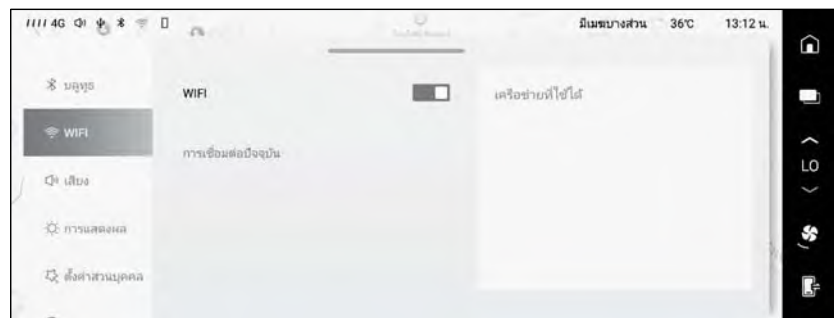 4G มีเมฆบางส่วน 36°C 13:12 น.
บลูทูธ
WIFI
เครือข่ายที่ใช้ได้
WIFI
การเชื่อมต่อปัจจุบัน
LO
เสียง
การแสดงผล
ตั้งค่าส่วนบุคคล